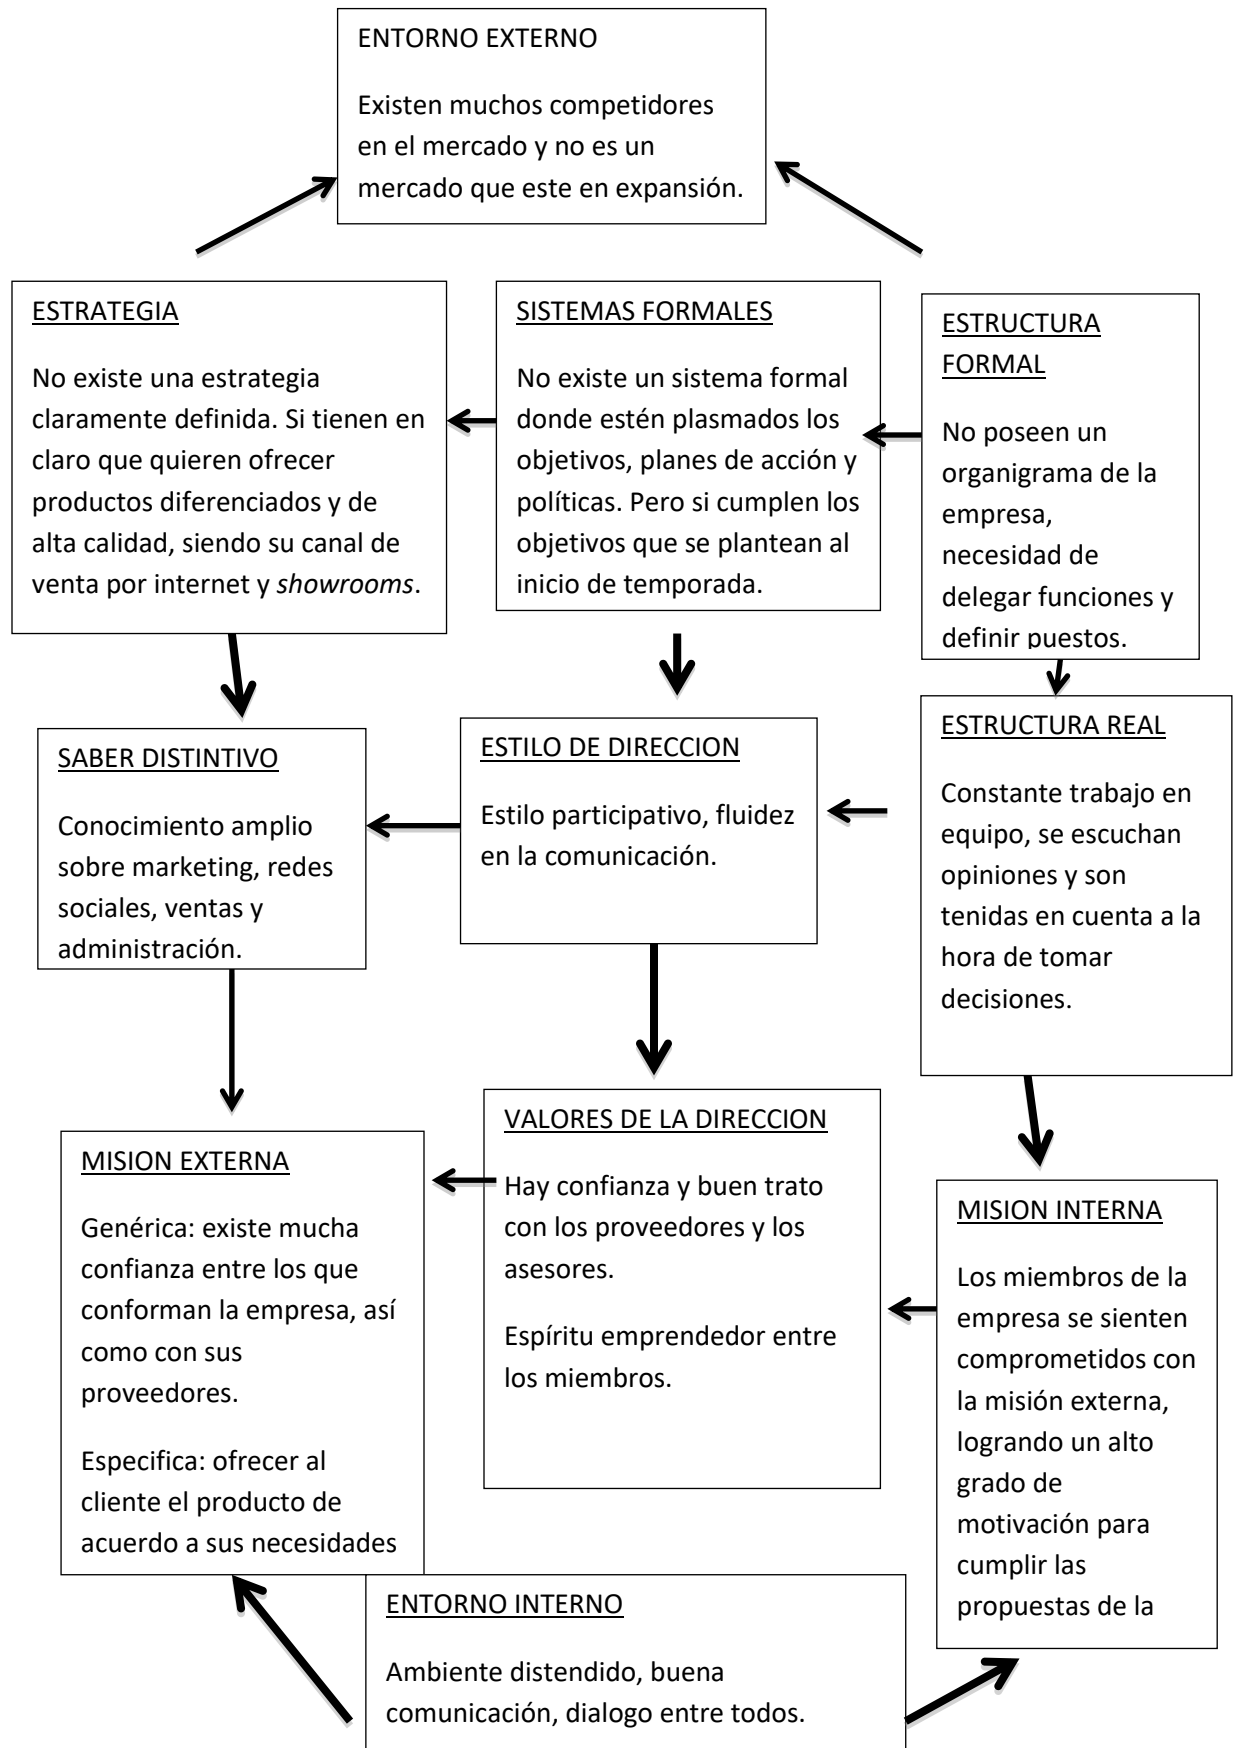 ENTORNO EXTERNO
Existen muchos competidores
en el mercado y no es un
mercado que este en expansión.
ESTRATEGIA
No existe una estrategia
claramente definida. Si tienen en
claro que quieren ofrecer
productos diferenciados y de
alta calidad, siendo su canal de
venta por internet y showrooms.
SISTEMAS FORMALES
No existe un sistema formal
donde estén plasmados los
objetivos, planes de acción y
políticas. Pero si cumplen los
objetivos que se plantean al
inicio de temporada.
ESTRUCTURA
FORMAL
No poseen un
organigrama de la
empresa,
necesidad de
delegar funciones y
definir puestos.
SABER DISTINTIVO
Conocimiento amplio
sobre marketing, redes
sociales, ventas y
administración.
ESTILO DE DIRECCION
Estilo participativo, fluidez
en la comunicación.
ESTRUCTURA REAL
Constante trabajo en
equipo, se escuchan
opiniones y son
tenidas en cuenta a la
hora de tomar
decisiones.
MISION EXTERNA
Genérica: existe mucha
confianza entre los que
conforman la empresa, así
como con sus
proveedores.
Especifica: ofrecer al
cliente el producto de
acuerdo a sus necesidades
VALORES DE LA DIRECCION
Hay confianza y buen trato
con los proveedores y los
asesores.
Espíritu emprendedor entre
los miembros.
MISION INTERNA
Los miembros de la
empresa se sienten
comprometidos con
la misión externa,
logrando un alto
grado de
motivación para
cumplir las
propuestas de la
ENTORNO INTERNO
Ambiente distendido, buena
comunicación, dialogo entre todos.